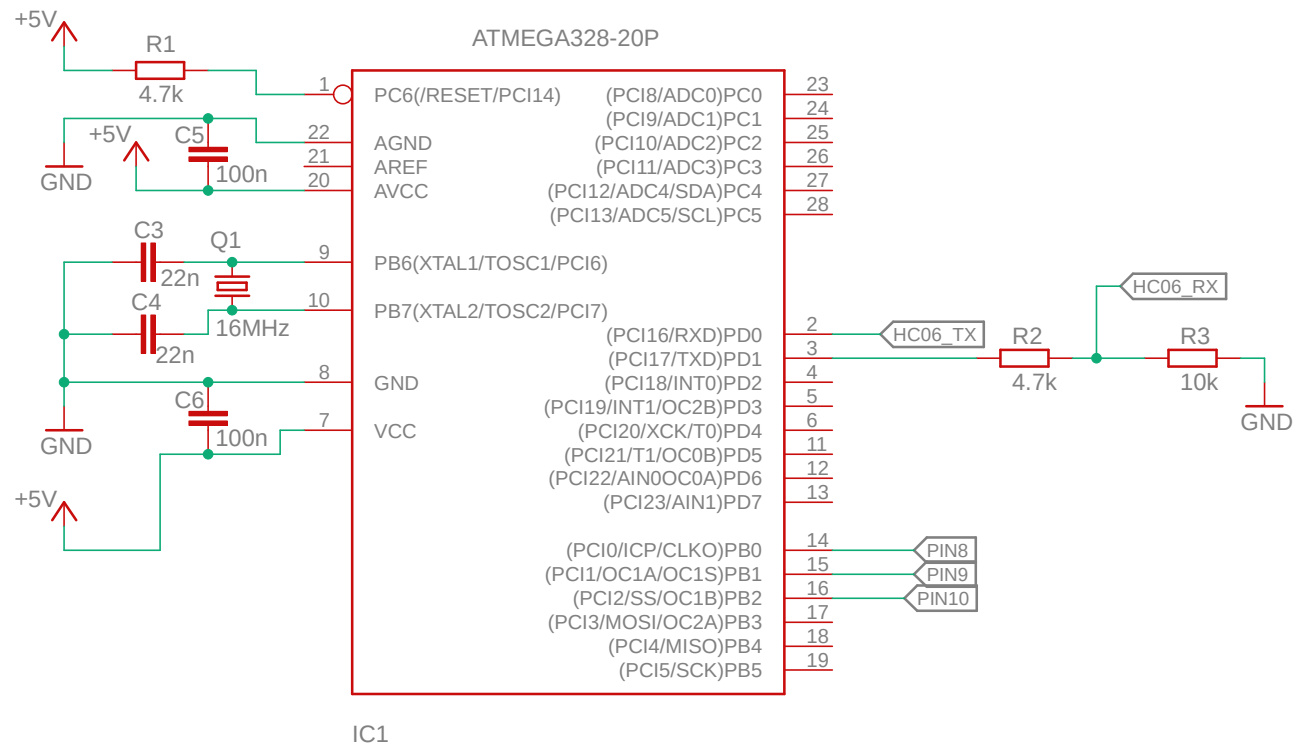 +5V
R1
4.7k
ATMEGA328-20P
1 PC6(/RESET/PCI14)
+5V
C5
100n
GND
22 AGND
21 AREF
20 AVCC
C3
22n
Q1
16MHz
C4
22n
9 PB6(XTAL1/TOSC1/PCI6)
10 PB7(XTAL2/TOSC2/PCI7)
8 GND
C6
100n
7 VCC
GND
+5V
(PCI8/ADC0)PC0 23
(PCI9/ADC1)PC1 24
(PCI10/ADC2)PC2 25
(PCI11/ADC3)PC3 26
(PCI12/ADC4/SDA)PC4 27
(PCI13/ADC5/SCL)PC5 28
(PCI16/RXD)PD0 2
(PCI17/TXD)PD1 3
(PCI18/INT0)PD2 4
(PCI19/INT1/OC2B)PD3 5
(PCI20/XCK/T0)PD4 6
(PCI21/T1/OC0B)PD5 11
(PCI22/AIN0OC0A)PD6 12
(PCI23/AIN1)PD7 13
(PCI0/ICP/CLKO)PB0 14
(PCI1/OC1A/OC1S)PB1 15
(PCI2/SS/OC1B)PB2 16
(PCI3/MOSI/OC2A)PB3 17
(PCI4/MISO)PB4 18
(PCI5/SCK)PB5 19
HC06_TX
HC06_RX
R2
4.7k
R3
10k
GND
PIN8
PIN9
PIN10
IC1